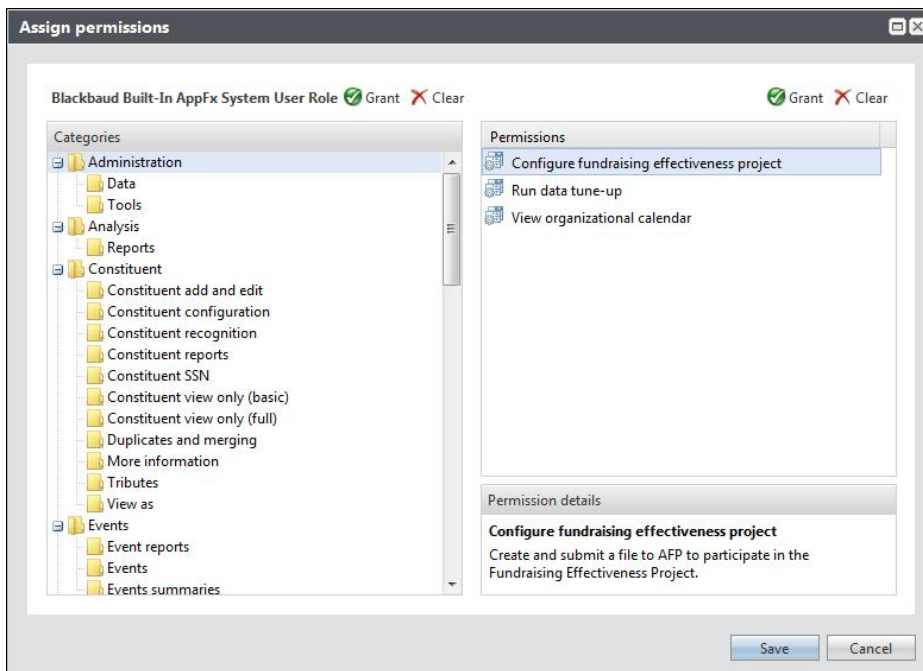 Assign permissions
Blackbaud Built-In AppFx System User Role Grant Clear
Grant Clear
Categories
Administration
Data
Tools
Analysis
Reports
Constituent
Constituent add and edit
Constituent configuration
Constituent recognition
Constituent reports
Constituent SSN
Constituent view only (basic)
Constituent view only (full)
Duplicates and merging
More information
Tributes
View as
Events
Event reports
Events
Events summaries
Permissions
Configure fundraising effectiveness project
Run data tune-up
View organizational calendar
Permission details
Configure fundraising effectiveness project
Create and submit a file to AFP to participate in the
Fundraising Effectiveness Project.
Save Cancel